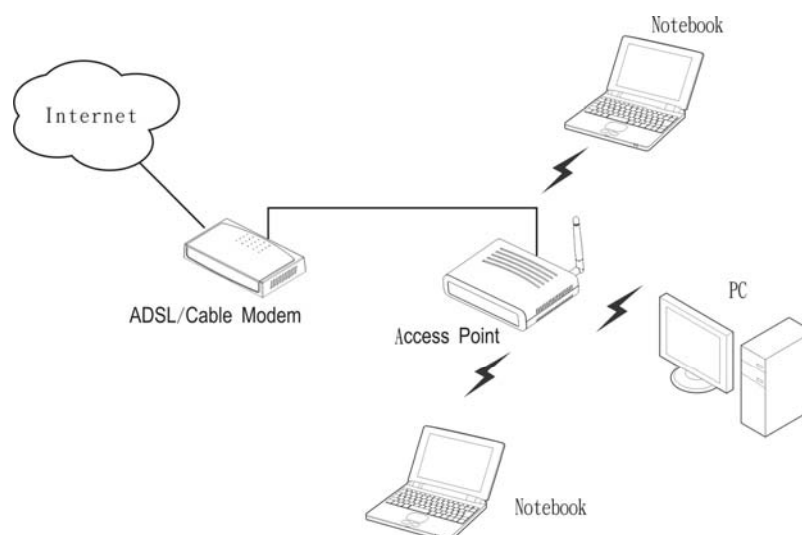 Notebook
Internet
PC
ADSL/Cable Modem
Access Point
Notebook